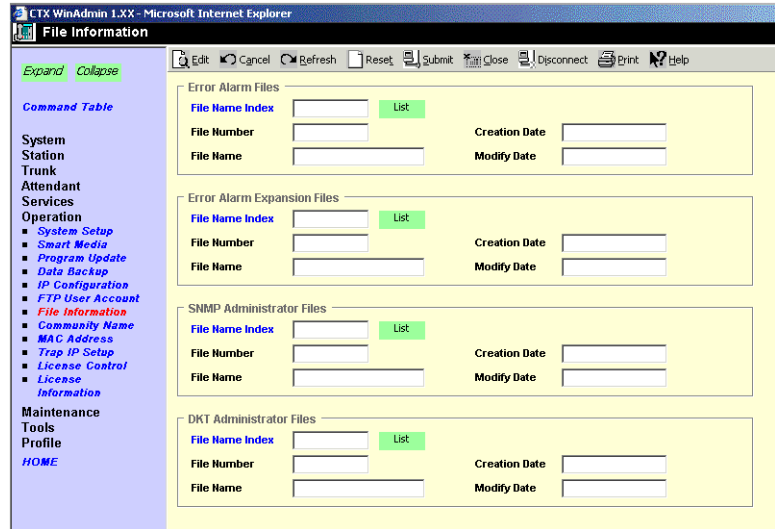 CTX WinAdmin 1.XX - Microsoft Internet Explorer
File Information
Edit Cancel Refresh Reset Submit Close Disconnect Print Help
Expand Collapse
Command Table
System
Station
Trunk
Attendant
Services
Operation
System Setup
Smart Media
Program Update
Data Backup
IP Configuration
FTP User Account
File Information
Community Name
MAC Address
Trap IP Setup
License Control
License
Information
Maintenance
Tools
Profile
HOME
Error Alarm Files
File Name Index List
File Number Creation Date
File Name Modify Date
Error Alarm Expansion Files
File Name Index List
File Number Creation Date
File Name Modify Date
SNMP Administrator Files
File Name Index List
File Number Creation Date
File Name Modify Date
DKT Administrator Files
File Name Index List
File Number Creation Date
File Name Modify Date